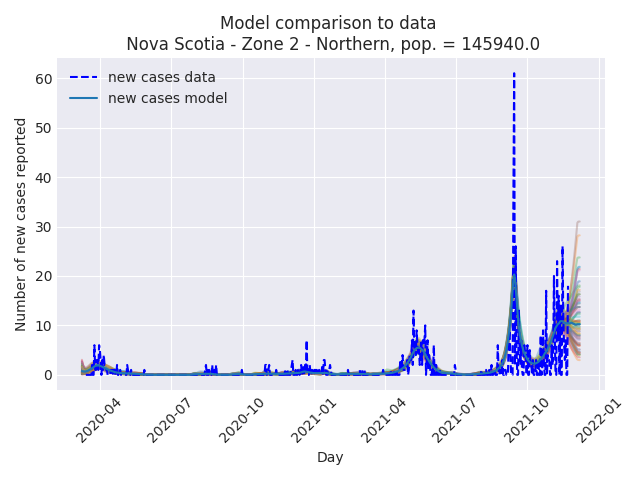 Model comparison to data
Nova Scotia - Zone 2 - Northern, pop. = 145940.0
new cases data
new cases model
Number of new cases reported
60
50
40
30
20
10
0
2020-04
2020-07
2020-10
2021-01
2021-04
2021-07
2021-10
2022-01
Day